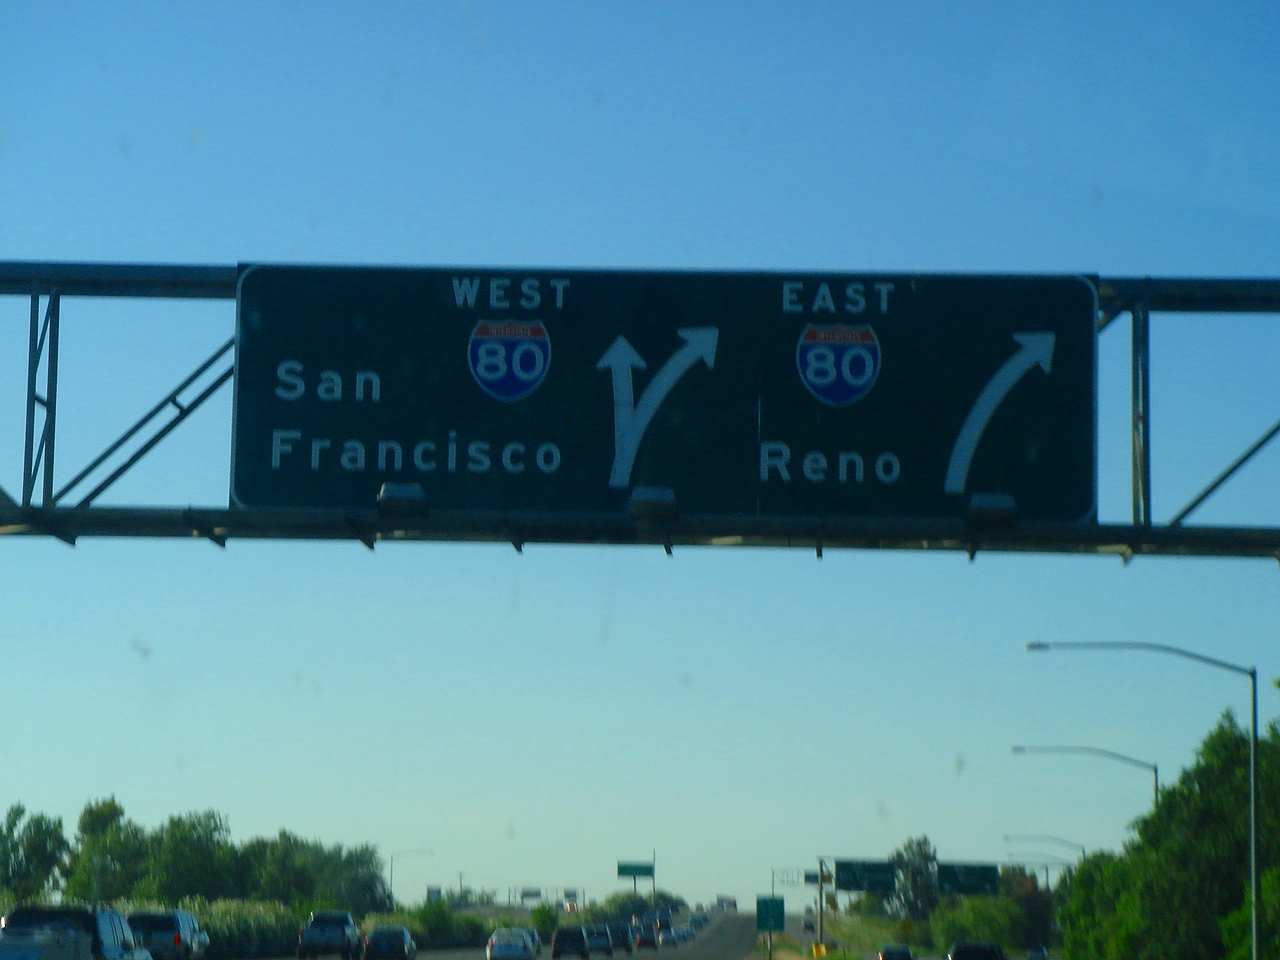 WEST
80
San
Francisco
EAST
80
Reno